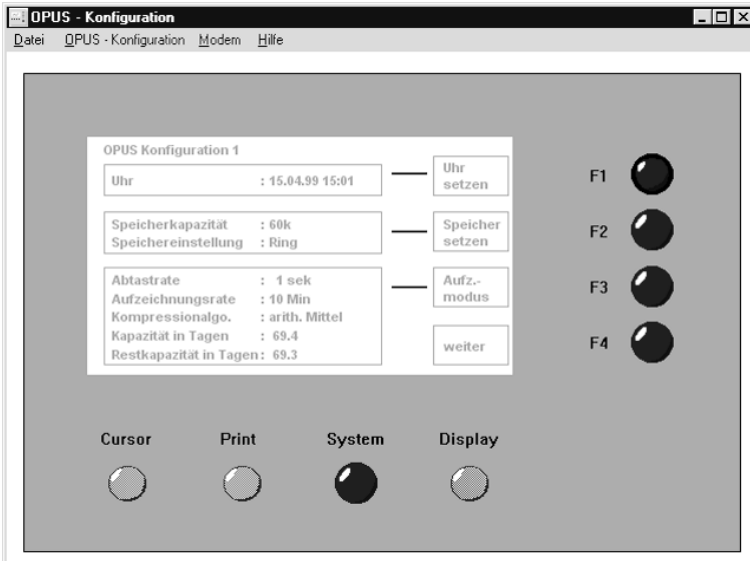 OPUS - Konfiguration
Datei OPUS - Konfiguration Modem Hilfe
OPUS Konfiguration 1
Uhr : 15.04.99 15:01
Uhr
setzen
F1
Speicherkapazität : 60k
Speichereinstellung : Ring
Speicher
setzen
F2
Abtastrate : 1 sek
Aufzeichnungsrate : 10 Min
Kompressionalgo. : arith. Mittel
Kapazität in Tagen : 69.4
Restkapazität in Tagen : 69.3
Aufz.-
modus
F3
weiter
F4
Cursor Print System Display